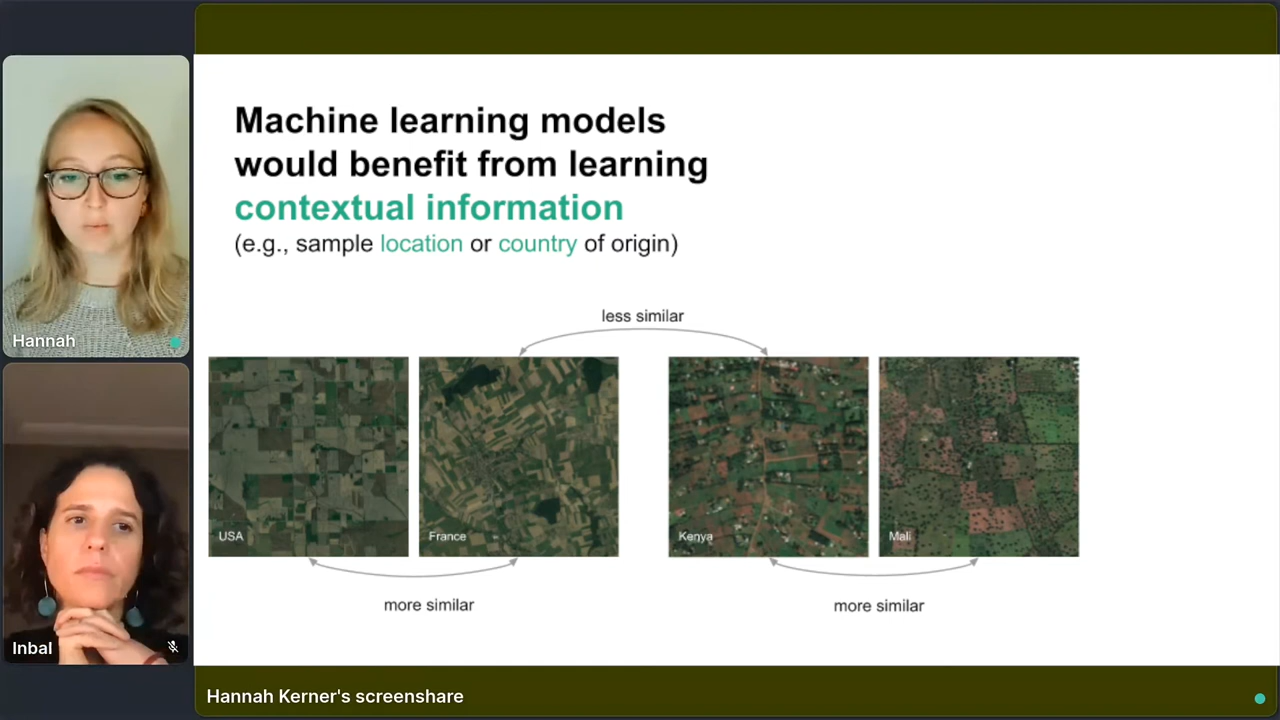 Machine learning models
would benefit from learning
contextual information
(e.g., sample location or country of origin)
less similar
USA
France
Kenya
Mali
more similar
more similar
Hannah
Inbal
Hannah Kerner's screenshare